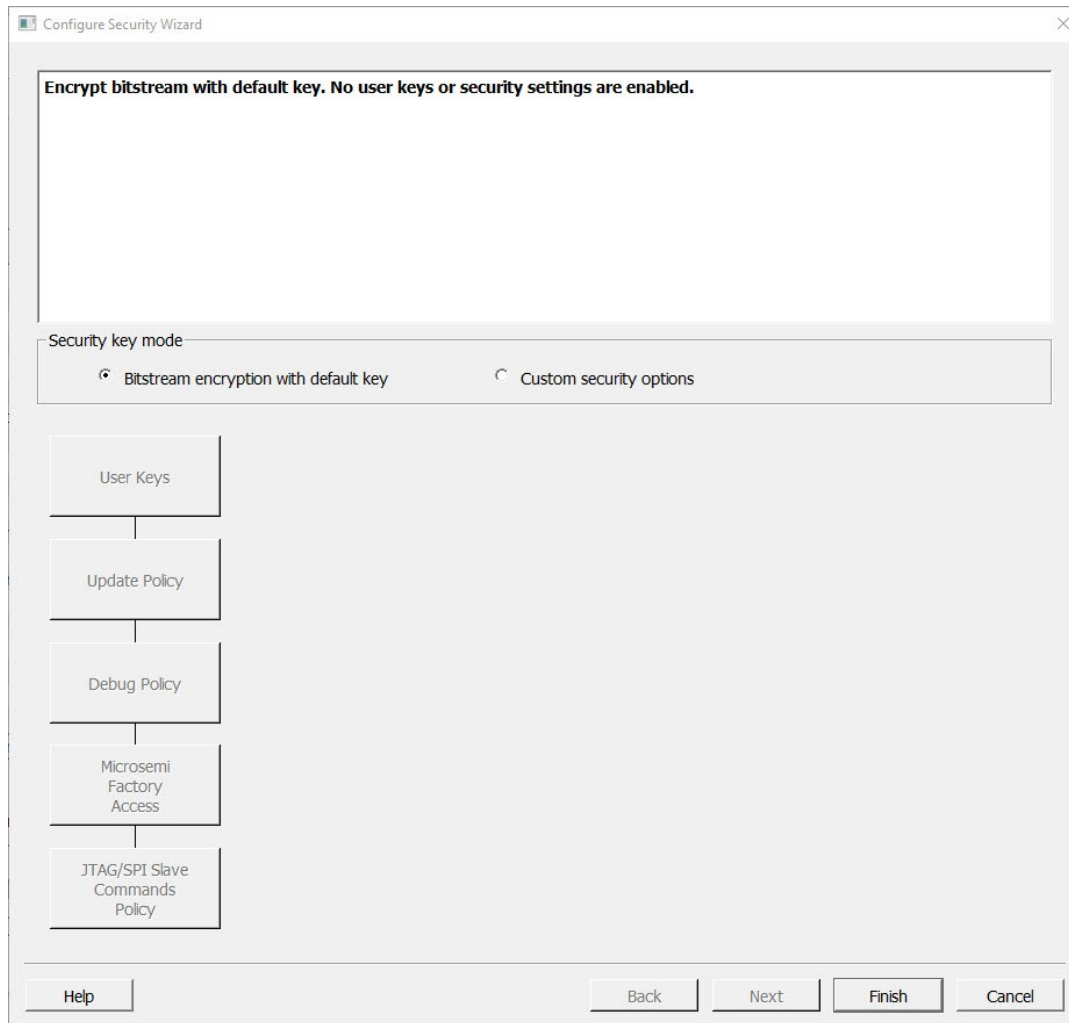 Configure Security Wizard
Encrypt bitstream with default key. No user keys or security settings are enabled.
Security key mode
Bitstream encryption with default key Custom security options
User Keys
Update Policy
Debug Policy
Microsemi
Factory
Access
JTAG/SPI Slave
Commands
Policy
Help Back Next Finish Cancel